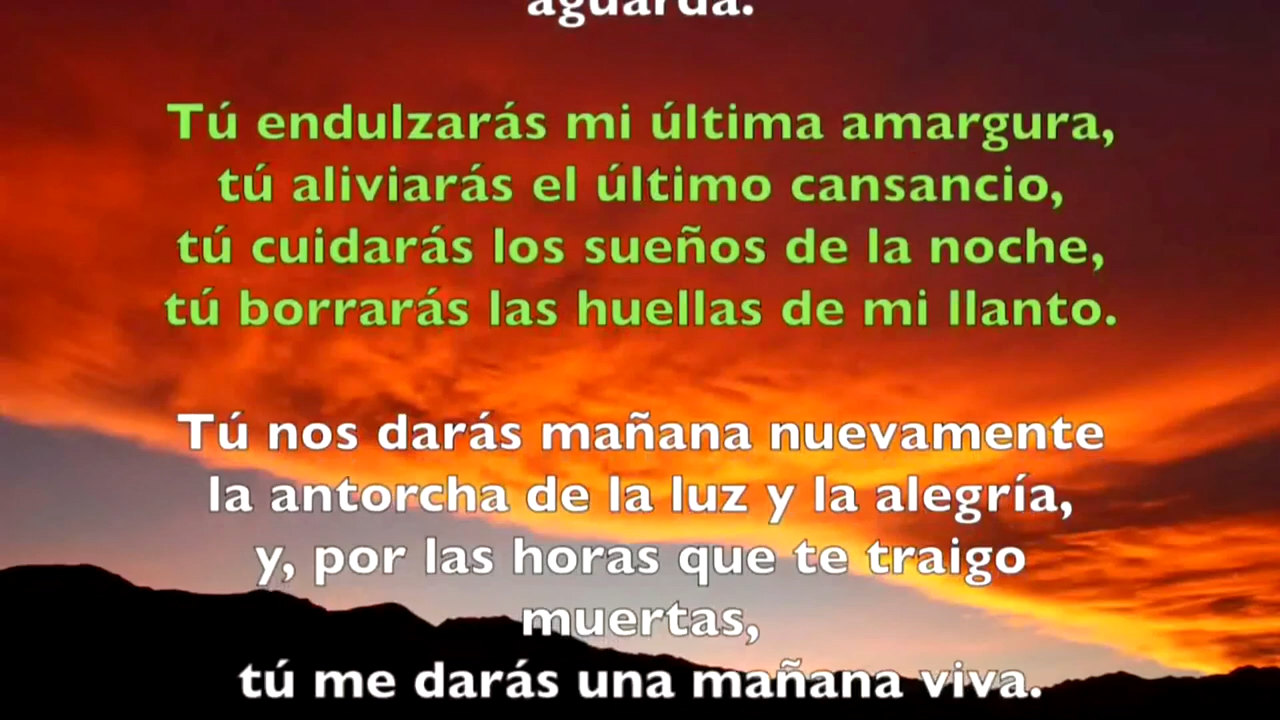 aguarda.
Tú endulzarás mi última amargura,
tú aliviarás el último cansancio,
tú cuidarás los sueños de la noche,
tú borrarás las huellas de mi llanto.
Tú nos darás mañana nuevamente
la antorcha de la luz y la alegría,
y, por las horas que te traigo
muertas,
tú me darás una mañana viva.